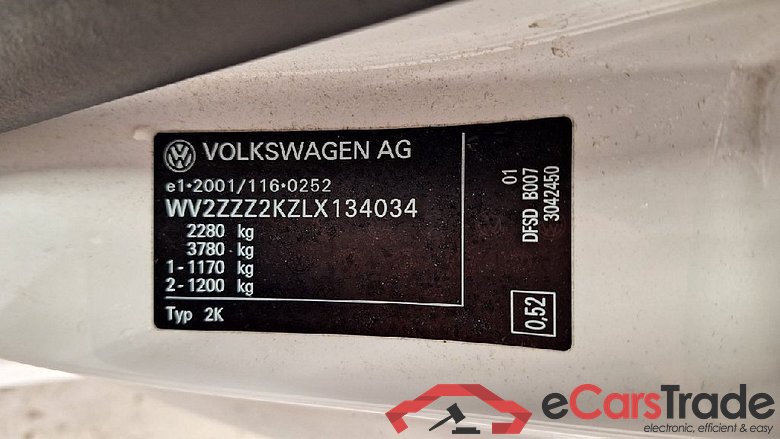 VOLKSWAGEN AG
e1•2001/116•0252
WV2ZZZ2KZLX134034
2280 kg
3780 kg
1 - 1170 kg
2 - 1200 kg
Typ 2K
01
DFSD B007
3042450
0,52
eCarsTrade
electronic, efficient & easy